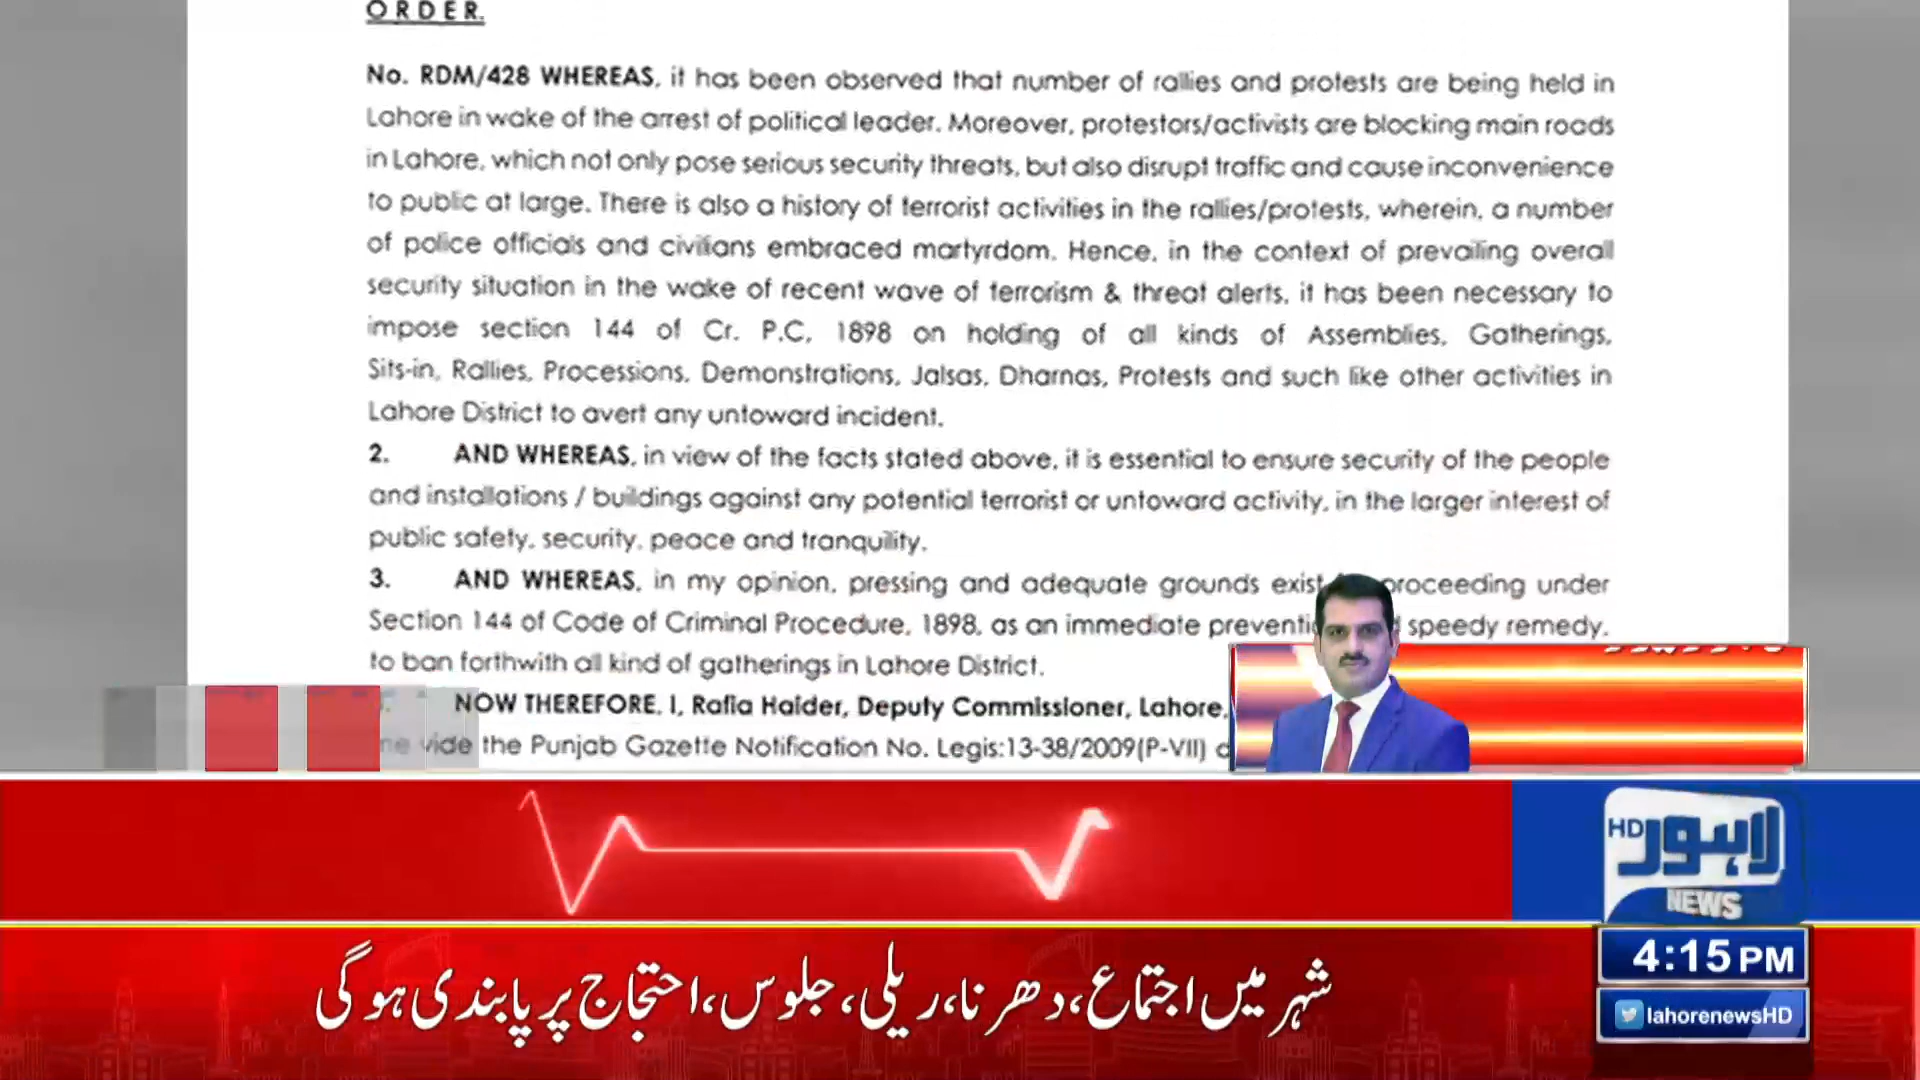 ORDER.
No. RDM/428 WHEREAS, it has been observed that number of rallies and protests are being held in
Lahore in wake of the arrest of political leader. Moreover, protestors/activists are blocking main roads
in Lahore, which not only pose serious security threats, but also disrupt traffic and cause inconvenience
to public at large. There is also a history of terrorist activities in the rallies/protests, wherein, a number
of police officials and civilians embraced martyrdom. Hence, in the context of prevailing overall
security situation in the wake of recent wave of terrorism & threat alerts, it has been necessary to
impose section 144 of Cr. P.C, 1898 on holding of all kinds of Assemblies, Gatherings,
Sits-in, Rallies, Processions, Demonstrations, Jalsas, Dharnas, Protests and such like other activities in
Lahore District to avert any untoward incident.
2. AND WHEREAS, in view of the facts stated above, it is essential to ensure security of the people
and installations / buildings against any potential terrorist or untoward activity, in the larger interest of
public safety, security, peace and tranquility.
3. AND WHEREAS, in my opinion, pressing and adequate grounds exist proceeding under
Section 144 of Code of Criminal Procedure, 1898, as an immediate speedy remedy,
to ban forthwith all kind of gatherings in Lahore District.
NOW THEREFORE, I, Rafia Haider, Deputy Commissioner, Lahore,
vide the Punjab Gazette Notification No. Legis:13-38/2009(P-VII)
HD لاہور
NEWS
4:15 PM
lahorenewsHD
شہر میں اجتماع، دھرنا، ریلی، جلوس، احتجاج پر پابندی ہو گی